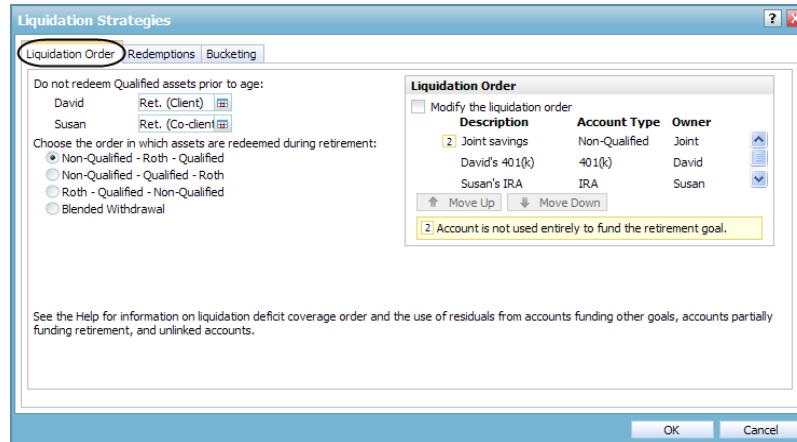 Liquidation Strategies
?
X
Liquidation Order Redemptions Bucketing
Do not redeem Qualified assets prior to age:
David Ret. (Client)
Susan Ret. (Co-client
Choose the order in which assets are redeemed during retirement:
Non-Qualified - Roth - Qualified
Non-Qualified - Qualified - Roth
Roth - Qualified - Non-Qualified
Blended Withdrawal
Liquidation Order
Modify the liquidation order
Description Account Type Owner
2 Joint savings Non-Qualified Joint
David's 401(k) 401(k) David
Susan's IRA IRA Susan
Move Up Move Down
2 Account is not used entirely to fund the retirement goal.
See the Help for information on liquidation deficit coverage order and the use of residuals from accounts funding other goals, accounts partially
funding retirement, and unlinked accounts.
OK Cancel